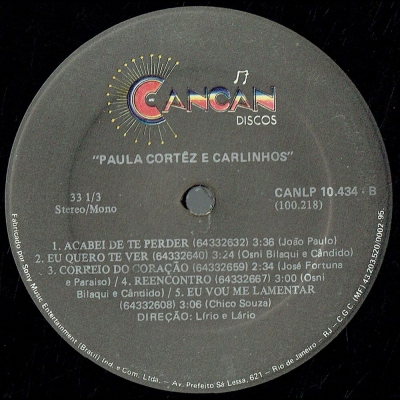 CANCAN
DISCOS
"PAULA CORTÊZ E CARLINHOS"
33 1/3
Stereo/Mono
CANLP 10.434 - B
(100.218)
1. ACABEI DE TE PERDER (64332632) 3:36 (João Paulo)
2. EU QUERO TE VER (64332640) 3:24 (Osni Bilaqui e Cândido)
3. CORREIO DO CORAÇÃO (64332659) 2:34 (José Fortuna
e Paraiso) / 4. REENCONTRO (64332667) 3:00 (Osni
Bilaqui e Cândido) / 5. EU VOU ME LAMENTAR
(64332608) 3:06 (Chico Souza)
DIREÇÃO: Lírio e Lário
Fabricado por Sony Music Entertainment (Brasil) Ind. e Com. Ltda. - Av. Prefeito Sá Lessa, 621 - Rio de Janeiro - RJ - C.G.C. (MF) 43.203.520/0002-95.